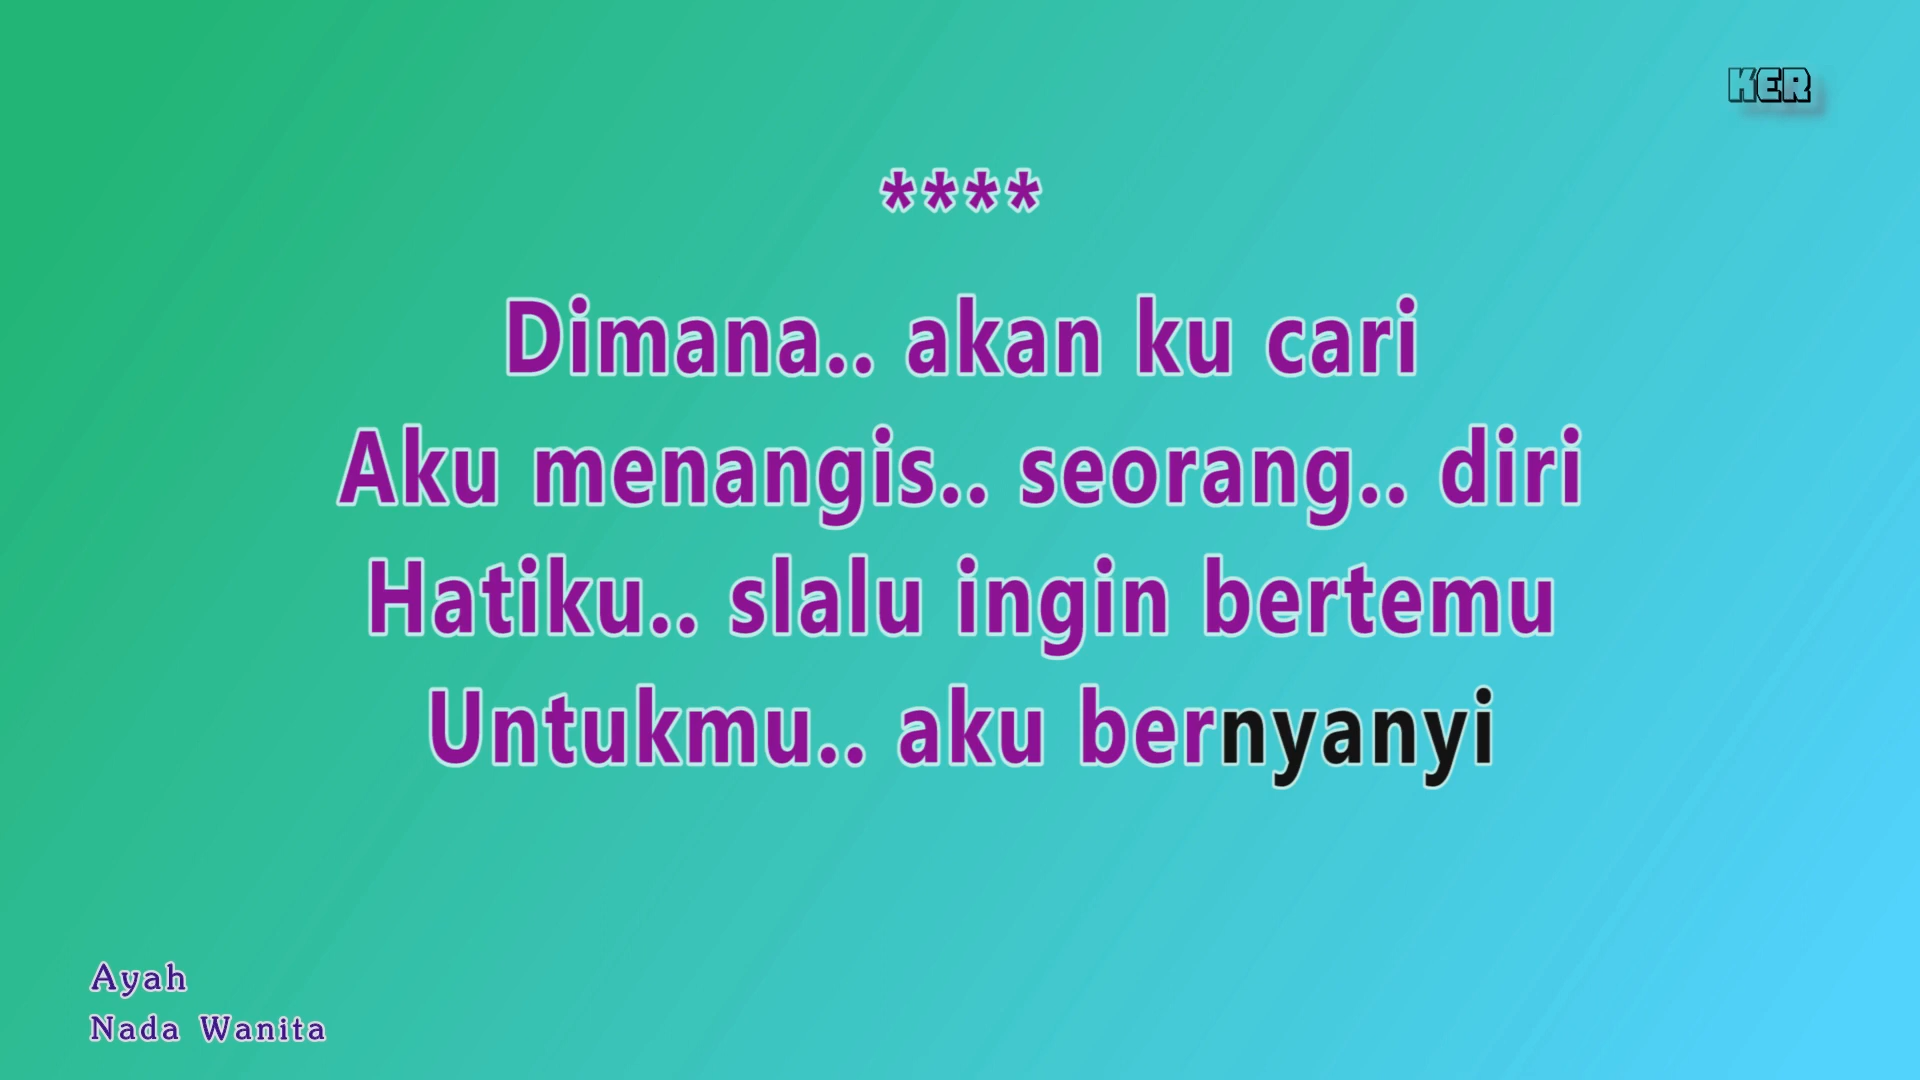 KER
****
Dimana.. akan ku cari
Aku menangis.. seorang.. diri
Hatiku.. slalu ingin bertemu
Untukmu.. aku bernyanyi
Ayah
Nada Wanita